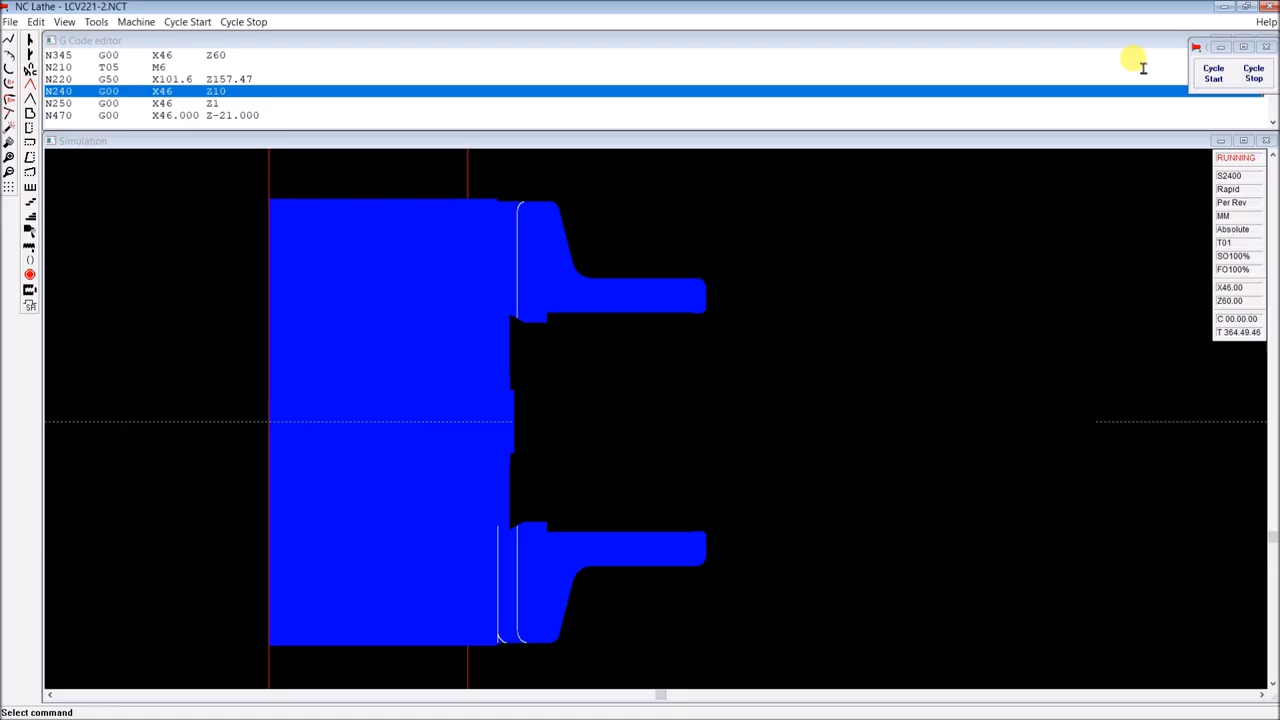 NC Lathe - LCV221-2.NCT
File Edit View Tools Machine Cycle Start Cycle Stop
Help
G Code editor
N345 G00 X46 Z60
N210 T05 M6
N220 G50 X101.6 Z157.47
N240 G00 X46 Z10
N250 G00 X46 Z1
N470 G00 X46.000 Z-21.000
Cycle Start
Cycle Stop
Simulation
RUNNING
S2400
Rapid
Per Rev
MM
Absolute
T01
SO100%
FO100%
X46.00
Z60.00
C 00.00.00
T 364.49.46
SR
Select command